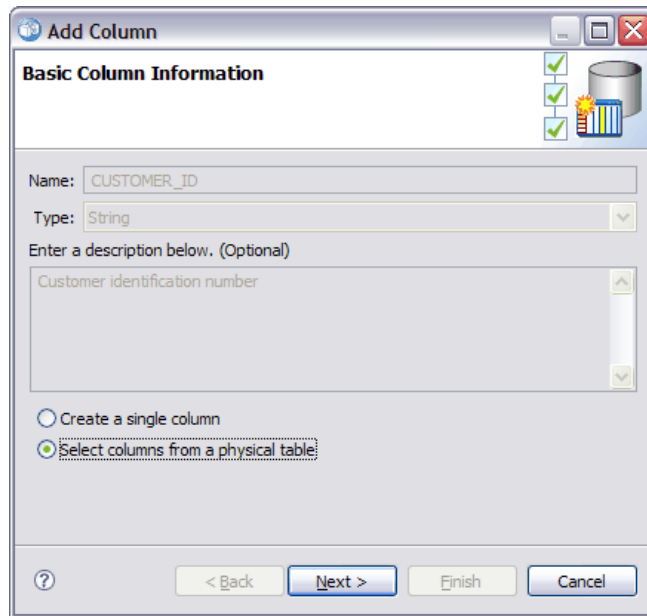 Add Column
Basic Column Information
Name: CUSTOMER_ID
Type: String
Enter a description below. (Optional)
Customer identification number
Create a single column
Select columns from a physical table
? < Back Next > Finish Cancel